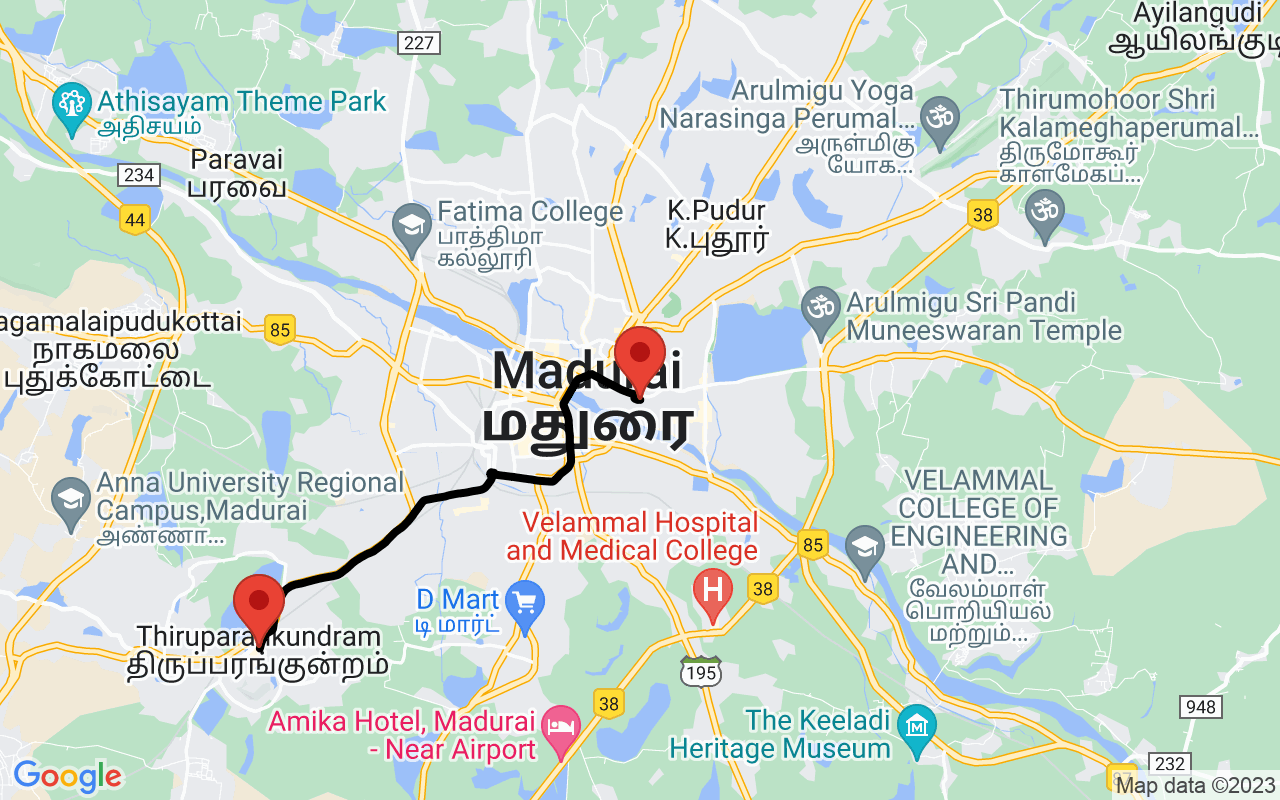 Ayilangudi
227
Athisayam Theme Park
அதிசயம்
Arulmigu Yoga
Narasinga Perumal...
அருள்மிகு
யோக...
Thirumohoor Shri
Kalameghaperumal...
திருமோகூர்
காளமேகப்...
Paravai
பரவை
234
44
Fatima College
பாத்திமா
கல்லூரி
K.Pudur
K.புதூர்
38
agamalaipudukottai
நாகமலை
புதுக்கோட்டை
85
Arulmigu Sri Pandi
Muneeswaran Temple
மதுரை
Anna University Regional
Campus,Madurai
அண்ணா...
VELAMMAL
COLLEGE OF
ENGINEERING
AND...
வேலம்மாள்
பொறியியல்
மற்றும்...
Velammal Hospital
and Medical College
H
85
38
D Mart
டி மார்ட்
திருப்பரங்குன்றம்
195
38
Amika Hotel, Madurai
- Near Airport
The Keeladi
Heritage Museum
948
232
Google
Map data ©2023